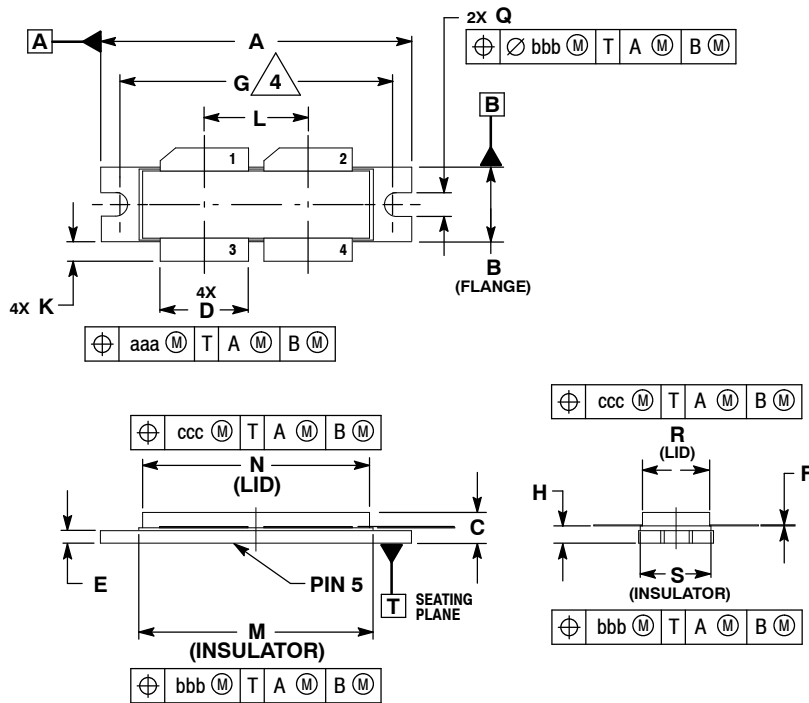 2X Q
A
A
⌖ ∅ bbb Ⓜ T A Ⓜ B Ⓜ
G 4
L
B
1 2
3 4
4X K
4X
D
B
(FLANGE)
⌖ aaa Ⓜ T A Ⓜ B Ⓜ
⌖ ccc Ⓜ T A Ⓜ B Ⓜ
N
(LID)
C
E
PIN 5
T SEATING
PLANE
M
(INSULATOR)
⌖ bbb Ⓜ T A Ⓜ B Ⓜ
⌖ ccc Ⓜ T A Ⓜ B Ⓜ
R
(LID)
H
F
S
(INSULATOR)
⌖ bbb Ⓜ T A Ⓜ B Ⓜ